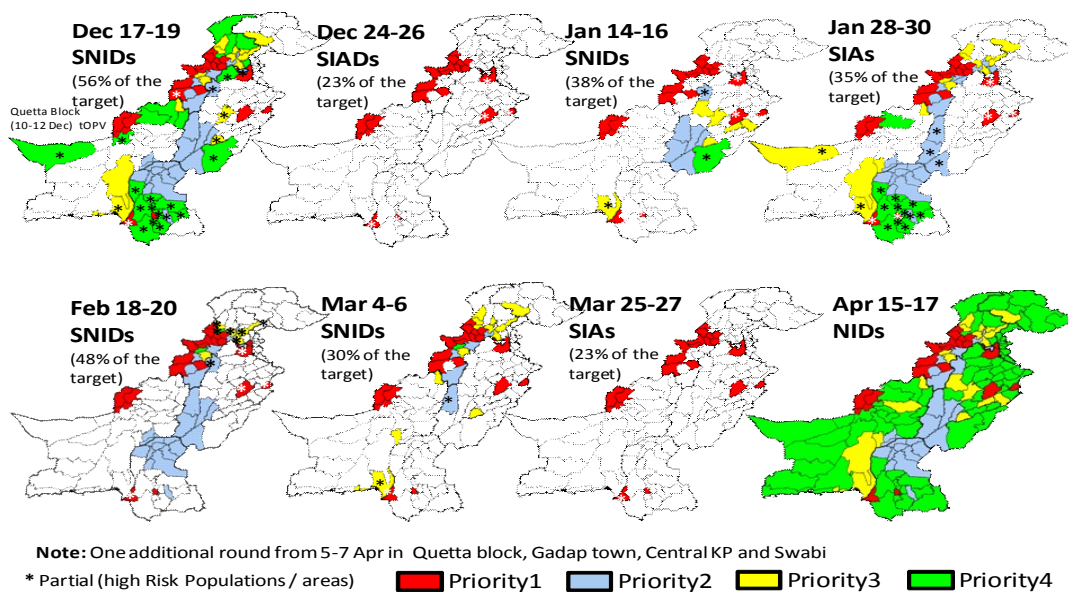 Dec 17-19
SNIDs
(56% of the
target)
Quetta Block
(10-12 Dec) tOPV
Dec 24-26
SIADs
(23% of the
target)
Jan 14-16
SNIDs
(38% of the
target)
Jan 28-30
SIAs
(35% of the
target)
Feb 18-20
SNIDs
(48% of the
target)
Mar 4-6
SNIDs
(30% of the
target)
Mar 25-27
SIAs
(23% of the
target)
Apr 15-17
NIDs
Note: One additional round from 5-7 Apr in Quetta block, Gadap town, Central KP and Swabi
* Partial (high Risk Populations / areas)
Priority1
Priority2
Priority3
Priority4